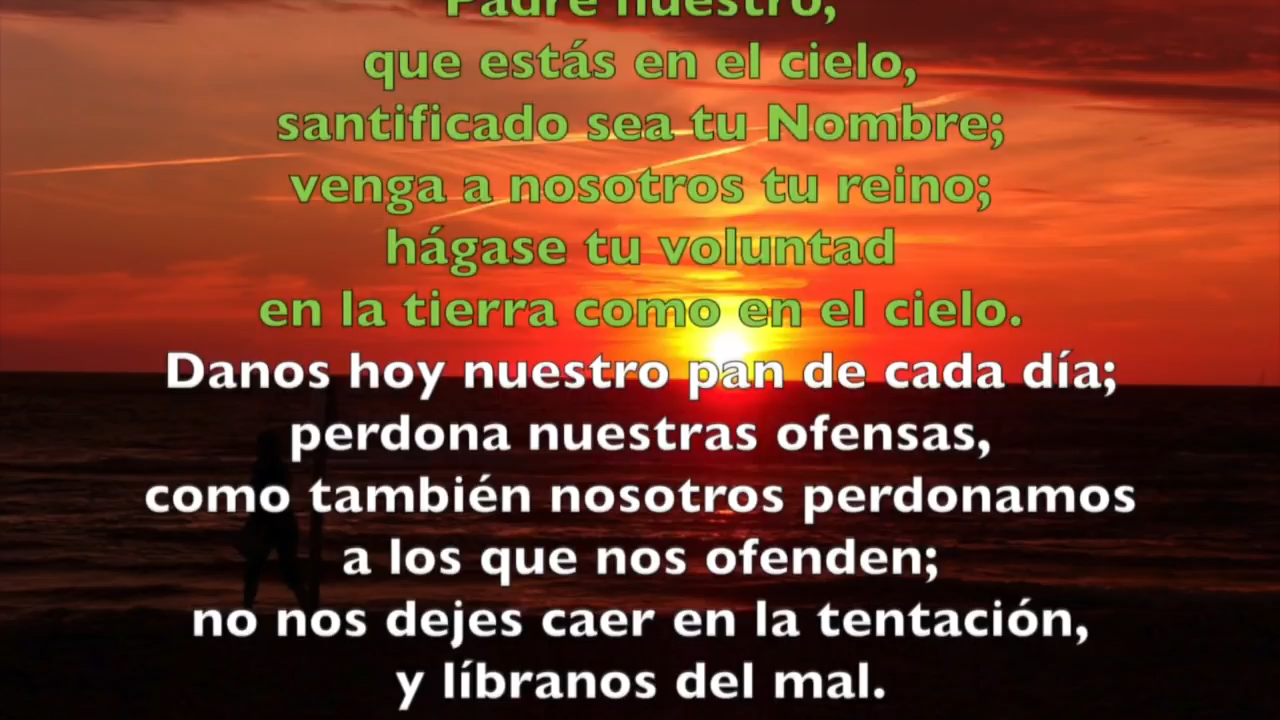 Padre nuestro,
que estás en el cielo,
santificado sea tu Nombre;
venga a nosotros tu reino;
hágase tu voluntad
en la tierra como en el cielo.
Danos hoy nuestro pan de cada día;
perdona nuestras ofensas,
como también nosotros perdonamos
a los que nos ofenden;
no nos dejes caer en la tentación,
y líbranos del mal.